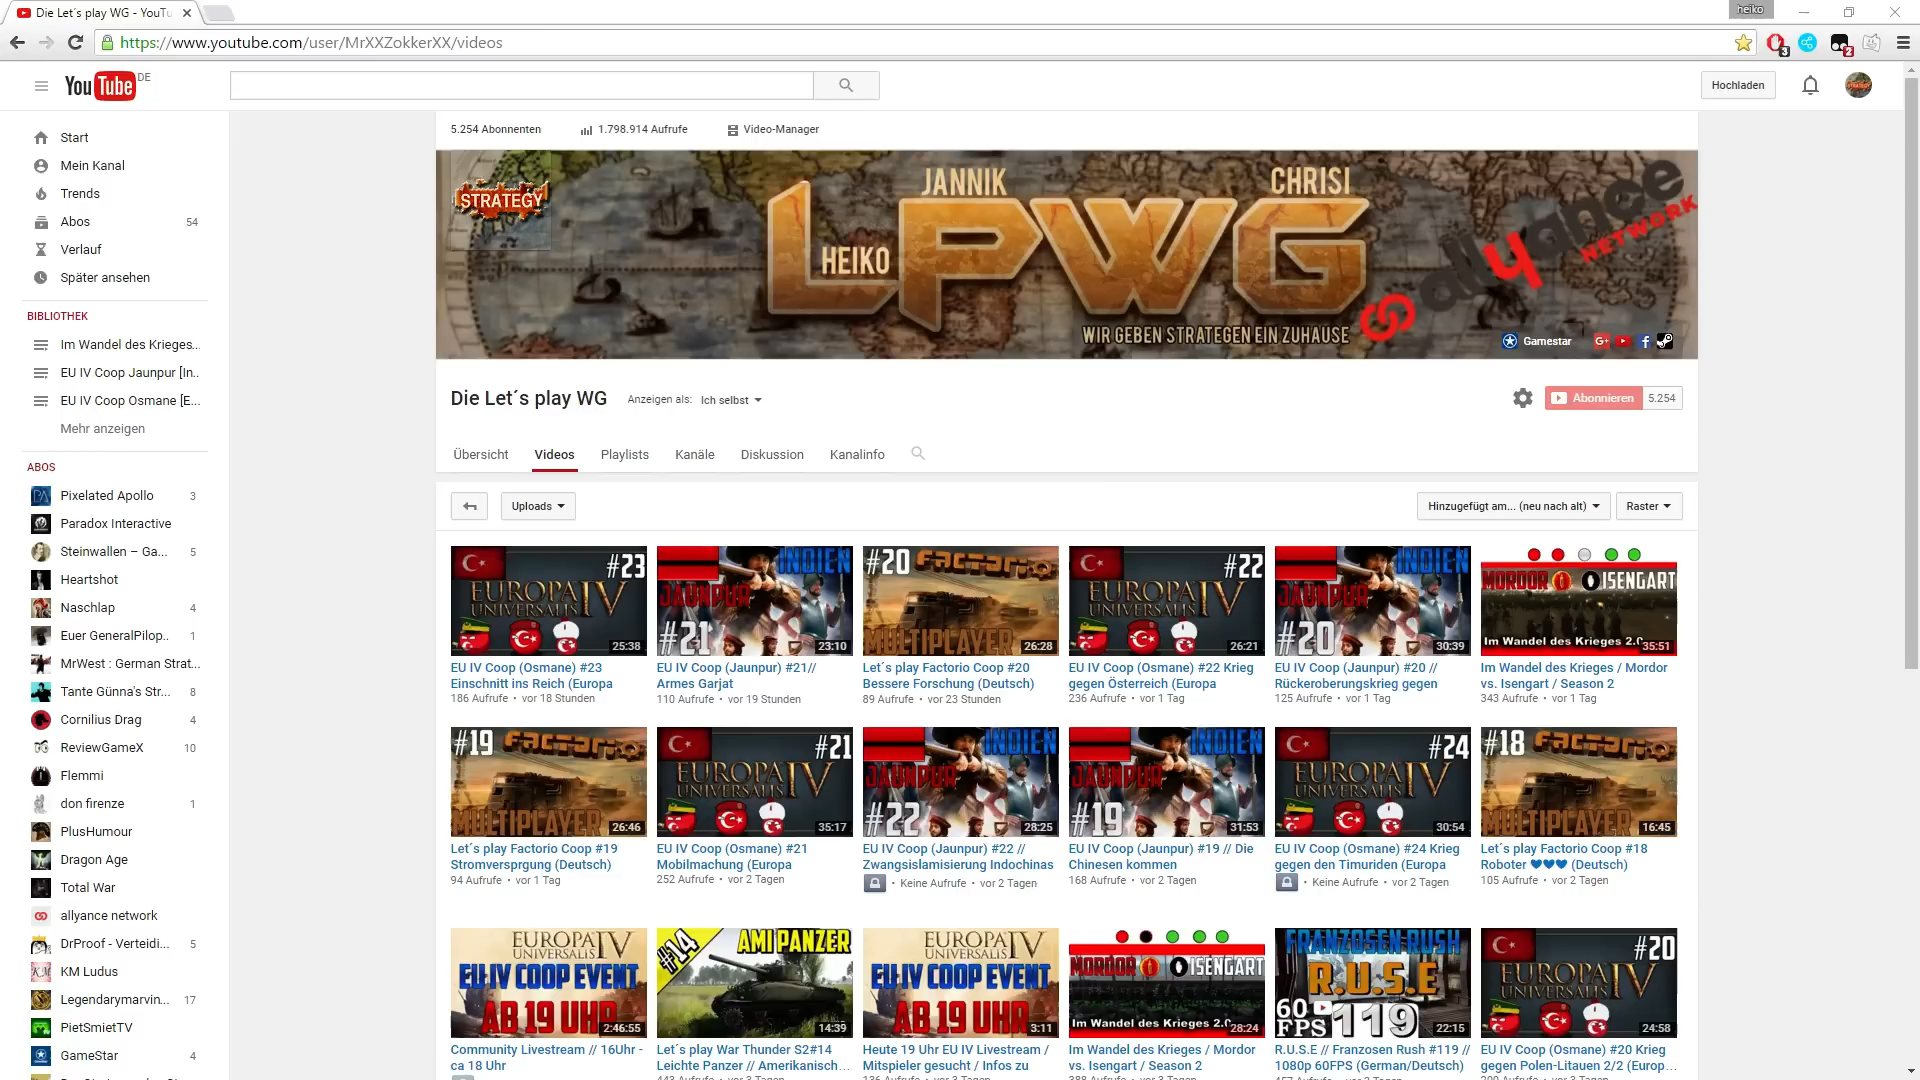 Die Let´s play WG - YouTu
heiko
https://www.youtube.com/user/MrXXZokkerXX/videos
3
2
YouTube DE
Hochladen
Start
Mein Kanal
Trends
Abos 54
Verlauf
Später ansehen
BIBLIOTHEK
Im Wandel des Krieges...
EU IV Coop Jaunpur [In..
EU IV Coop Osmane [E...
Mehr anzeigen
ABOS
Pixelated Apollo 3
Paradox Interactive
Steinwallen – Ga... 5
Heartshot
Naschlap 4
Euer GeneralPilop.. 1
MrWest : German Strat...
Tante Günna's Str... 8
Cornilius Drag 4
ReviewGameX 10
Flemmi
don firenze 1
PlusHumour
Dragon Age
Total War
allyance network
DrProof - Verteidi... 5
KM Ludus
Legendarymarvin... 17
PietSmietTV
GameStar 4
5.254 Abonnenten 1.798.914 Aufrufe Video-Manager
STRATEGY
JANNIK CHRISI
LPWG
HEIKO
allyance
NETWORK
WIR GEBEN STRATEGEN EIN ZUHAUSE
Gamestar
Die Let´s play WG Anzeigen als: Ich selbst
Abonnieren 5.254
Übersicht Videos Playlists Kanäle Diskussion Kanalinfo
Uploads
Hinzugefügt am... (neu nach alt) Raster
#23
EUROPA
UNIVERSALIS IV
25:38
EU IV Coop (Osmane) #23
Einschnitt ins Reich (Europa
186 Aufrufe • vor 18 Stunden
INDIEN
JAUNPUR
#21
23:10
EU IV Coop (Jaunpur) #21//
Armes Garjat
110 Aufrufe • vor 19 Stunden
#20 FACTORIO
MULTIPLAYER
26:28
Let´s play Factorio Coop #20
Bessere Forschung (Deutsch)
89 Aufrufe • vor 23 Stunden
#22
EUROPA
UNIVERSALIS IV
26:21
EU IV Coop (Osmane) #22 Krieg
gegen Österreich (Europa
236 Aufrufe • vor 1 Tag
INDIEN
JAUNPUR
#20
30:39
EU IV Coop (Jaunpur) #20 //
Rückeroberungskrieg gegen
125 Aufrufe • vor 1 Tag
MORDOR ISENGART
Im Wandel des Krieges 2.0
35:51
Im Wandel des Krieges / Mordor
vs. Isengart / Season 2
343 Aufrufe • vor 1 Tag
#19 FACTORIO
MULTIPLAYER
26:46
Let´s play Factorio Coop #19
Stromversprgung (Deutsch)
94 Aufrufe • vor 1 Tag
#21
EUROPA
UNIVERSALIS IV
35:17
EU IV Coop (Osmane) #21
Mobilmachung (Europa
252 Aufrufe • vor 2 Tagen
INDIEN
JAUNPUR
#22
28:25
EU IV Coop (Jaunpur) #22 //
Zwangsislamisierung Indochinas
• Keine Aufrufe • vor 2 Tagen
INDIEN
JAUNPUR
#19
31:53
EU IV Coop (Jaunpur) #19 // Die
Chinesen kommen
168 Aufrufe • vor 2 Tagen
#24
EUROPA
UNIVERSALIS IV
30:54
EU IV Coop (Osmane) #24 Krieg
gegen den Timuriden (Europa
• Keine Aufrufe • vor 2 Tagen
#18 FACTORIO
MULTIPLAYER
16:45
Let´s play Factorio Coop #18
Roboter ♥♥♥ (Deutsch)
105 Aufrufe • vor 2 Tagen
EUROPA
UNIVERSALIS IV
EU IV COOP EVENT
AB 19 UHR
2:46:55
Community Livestream // 16Uhr -
ca 18 Uhr
#14 AMI PANZER
14:39
Let´s play War Thunder S2#14
Leichte Panzer // Amerikanisch...
443 Aufrufe • vor 3 Tagen
EUROPA
UNIVERSALIS IV
EU IV COOP EVENT
AB 19 UHR
3:11
Heute 19 Uhr EU IV Livestream /
Mitspieler gesucht / Infos zu
136 Aufrufe • vor 3 Tagen
MORDOR ISENGART
Im Wandel des Krieges 2.0
28:24
Im Wandel des Krieges / Mordor
vs. Isengart / Season 2
388 Aufrufe • vor 3 Tagen
FRANZOSEN RUSH
R.U.S.E
60 FPS 119
22:15
R.U.S.E // Franzosen Rush #119 //
1080p 60FPS (German/Deutsch)
#20
EUROPA
UNIVERSALIS IV
24:58
EU IV Coop (Osmane) #20 Krieg
gegen Polen-Litauen 2/2 (Europ...